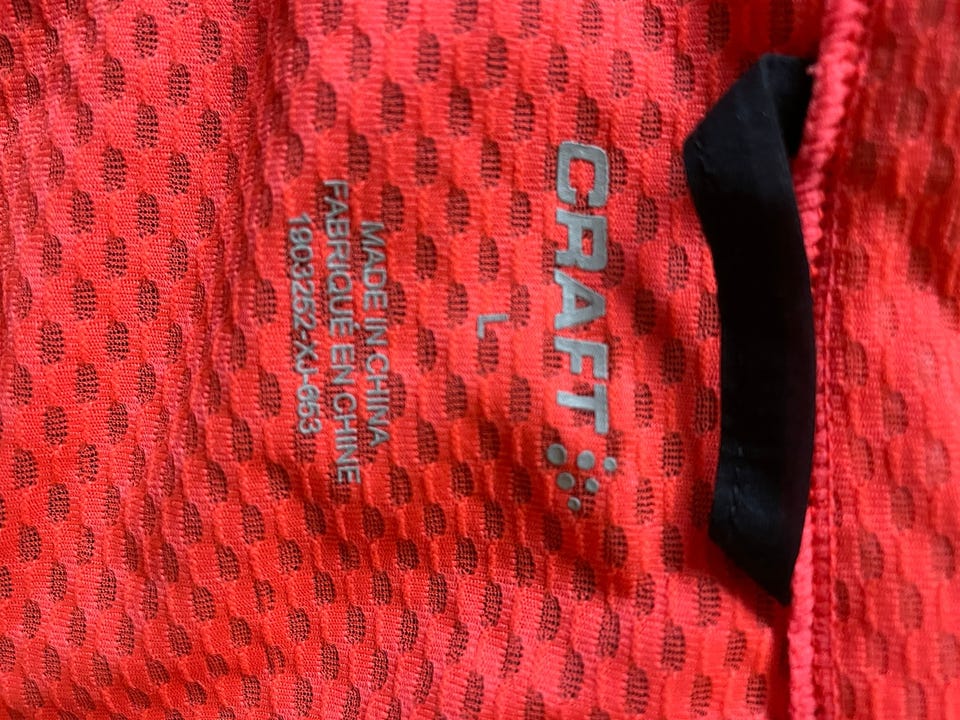 CRAFT
L
MADE IN CHINA
FABRIQUÉ EN CHINE
1903252-XJ-653